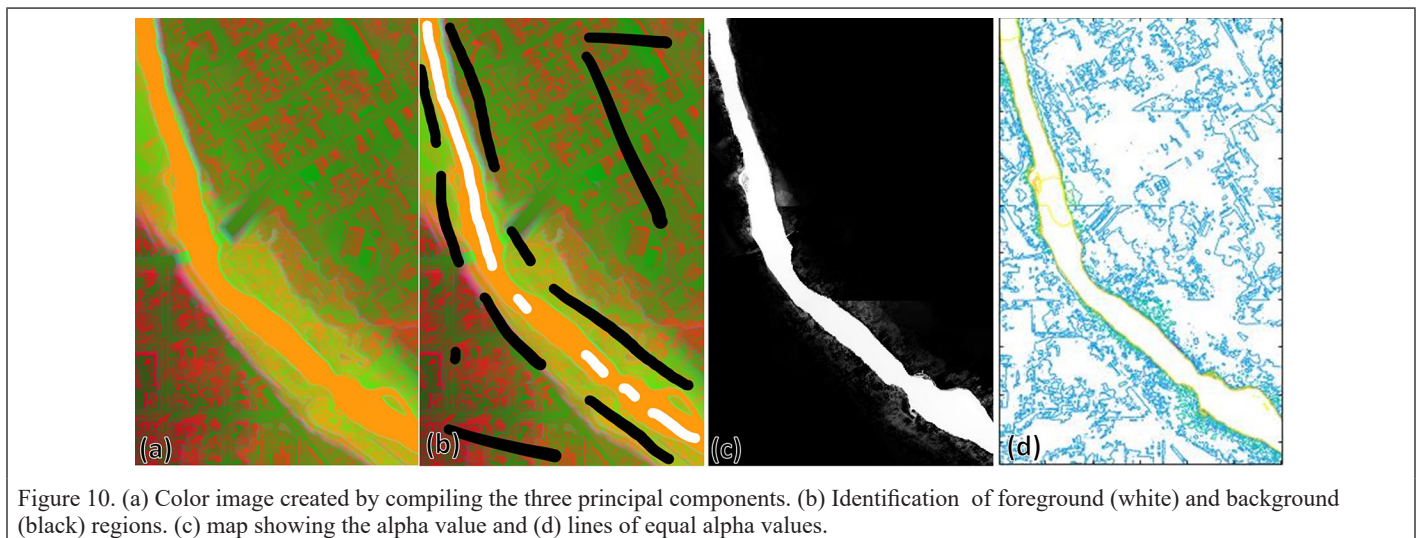 (a)
(b)
(c)
(d)
Figure 10. (a) Color image created by compiling the three principal components. (b) Identification of foreground (white) and background
(black) regions. (c) map showing the alpha value and (d) lines of equal alpha values.